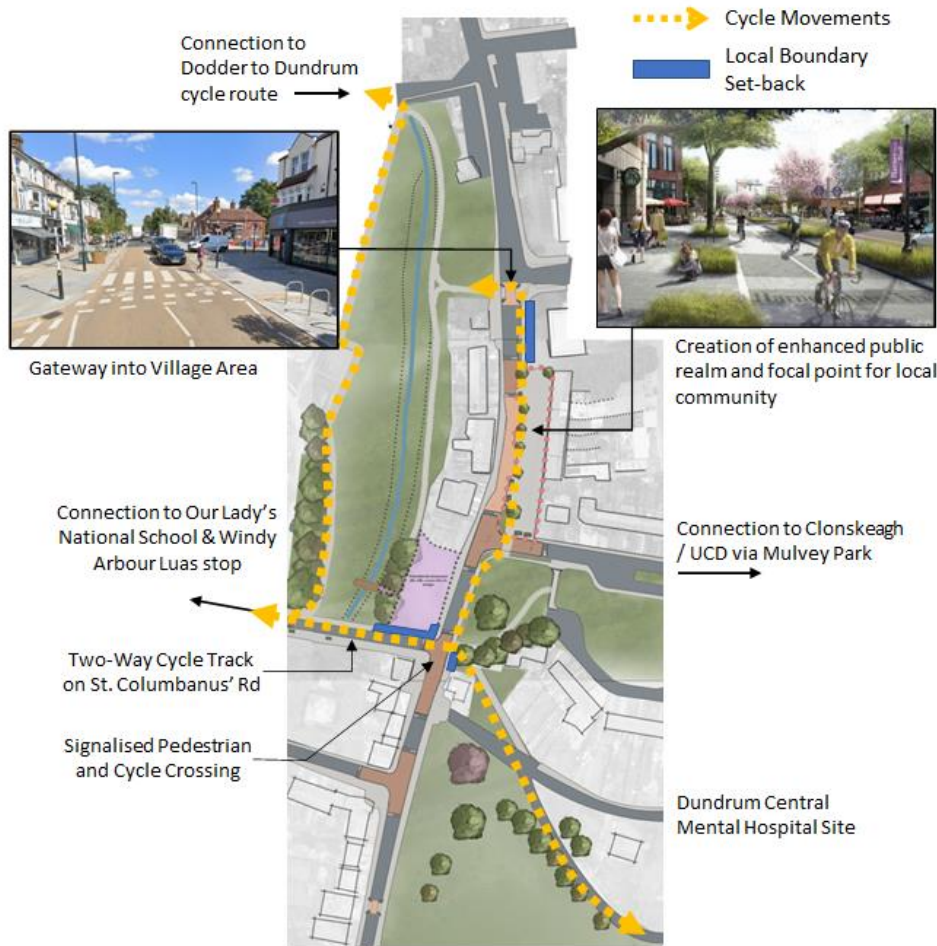 Cycle Movements
Local Boundary
Set-back
Connection to
Dodder to Dundrum
cycle route
Gateway into Village Area
Creation of enhanced public
realm and focal point for local
community
Connection to Our Lady's
National School & Windy
Arbour Luas stop
Connection to Clonskeagh
/ UCD via Mulvey Park
Two-Way Cycle Track
on St. Columbanus' Rd
Signalised Pedestrian
and Cycle Crossing
Dundrum Central
Mental Hospital Site